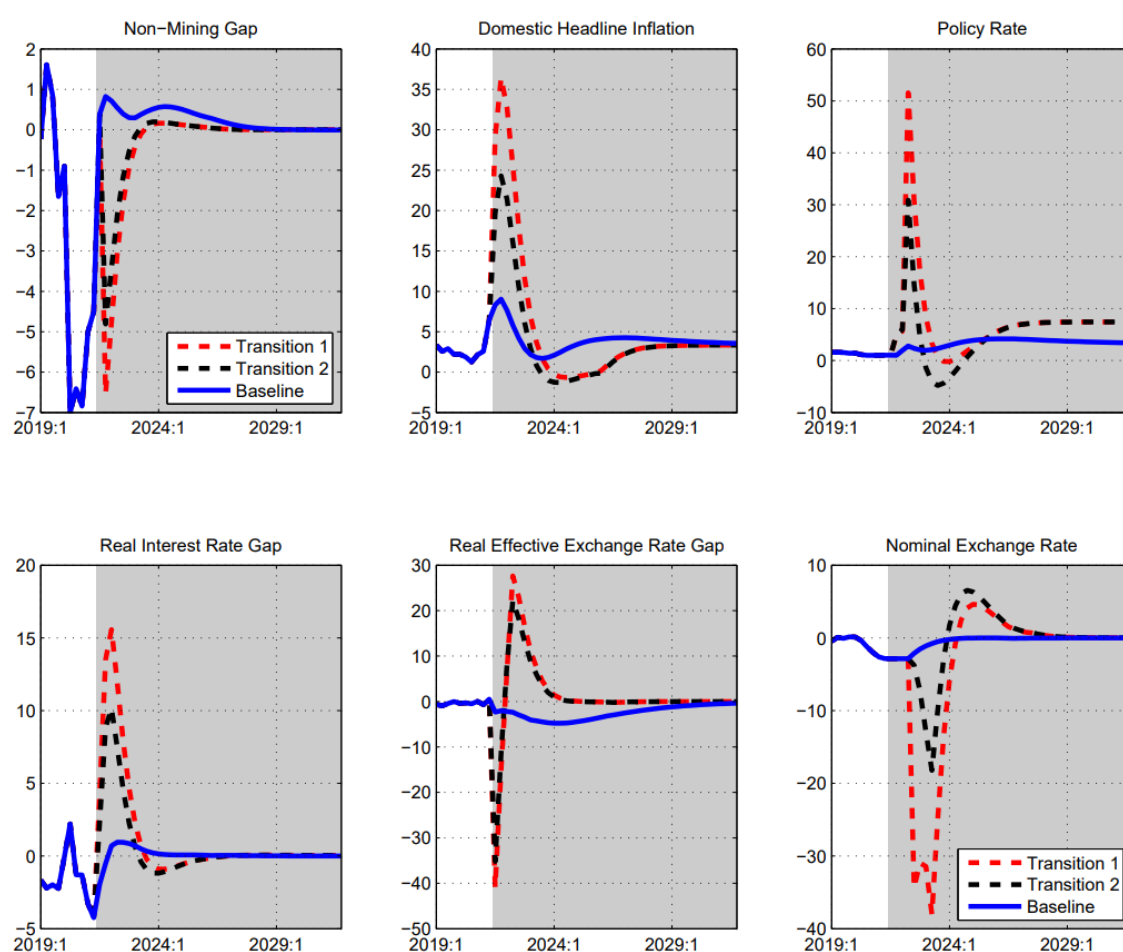 Non−Mining Gap
2
1
0
−1
−2
−3
−4
−5
−6
−7
2019:1 2024:1 2029:1
Transition 1
Transition 2
Baseline
Domestic Headline Inflation
40
35
30
25
20
15
10
5
0
−5
2019:1 2024:1 2029:1
Policy Rate
60
50
40
30
20
10
0
−10
2019:1 2024:1 2029:1
Real Interest Rate Gap
20
15
10
5
0
−5
2019:1 2024:1 2029:1
Real Effective Exchange Rate Gap
30
20
10
0
−10
−20
−30
−40
−50
2019:1 2024:1 2029:1
Nominal Exchange Rate
10
0
−10
−20
−30
−40
2019:1 2024:1 2029:1
Transition 1
Transition 2
Baseline